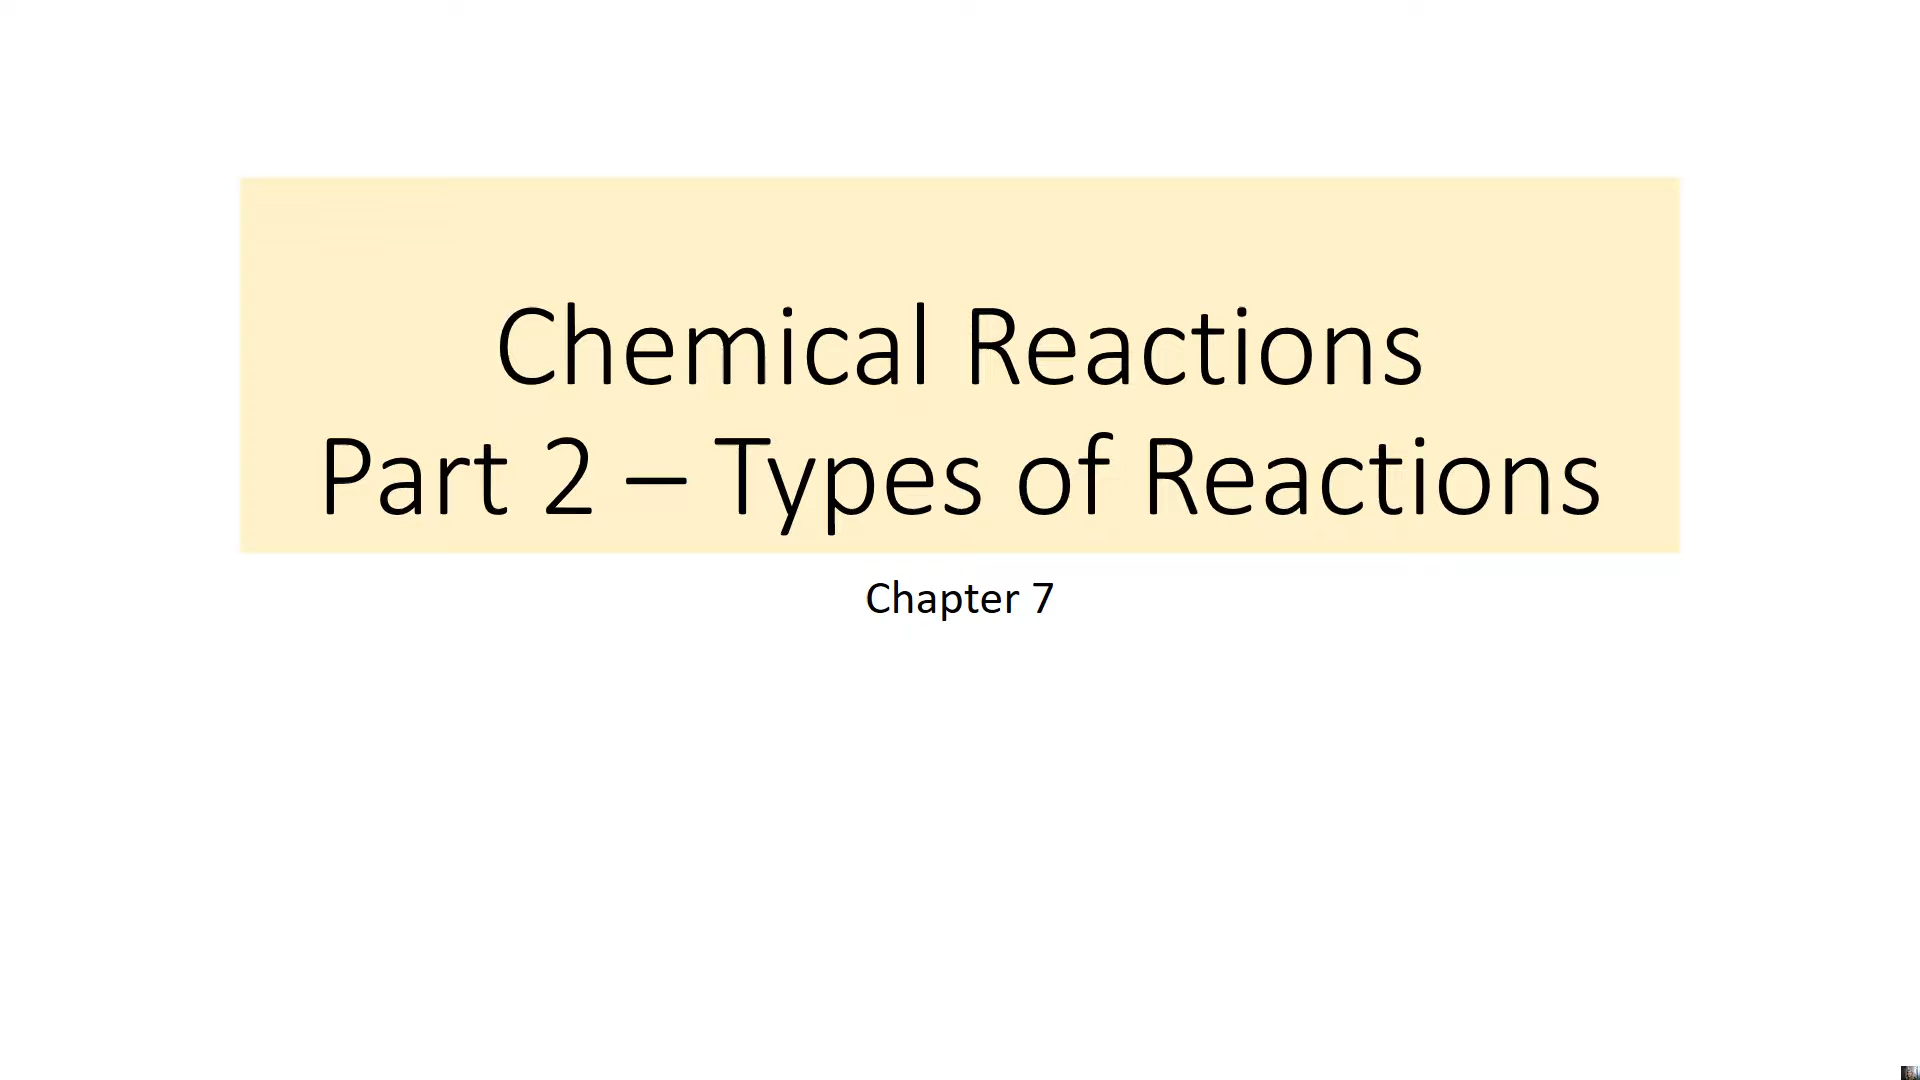 Chemical Reactions
Part 2 – Types of Reactions
Chapter 7